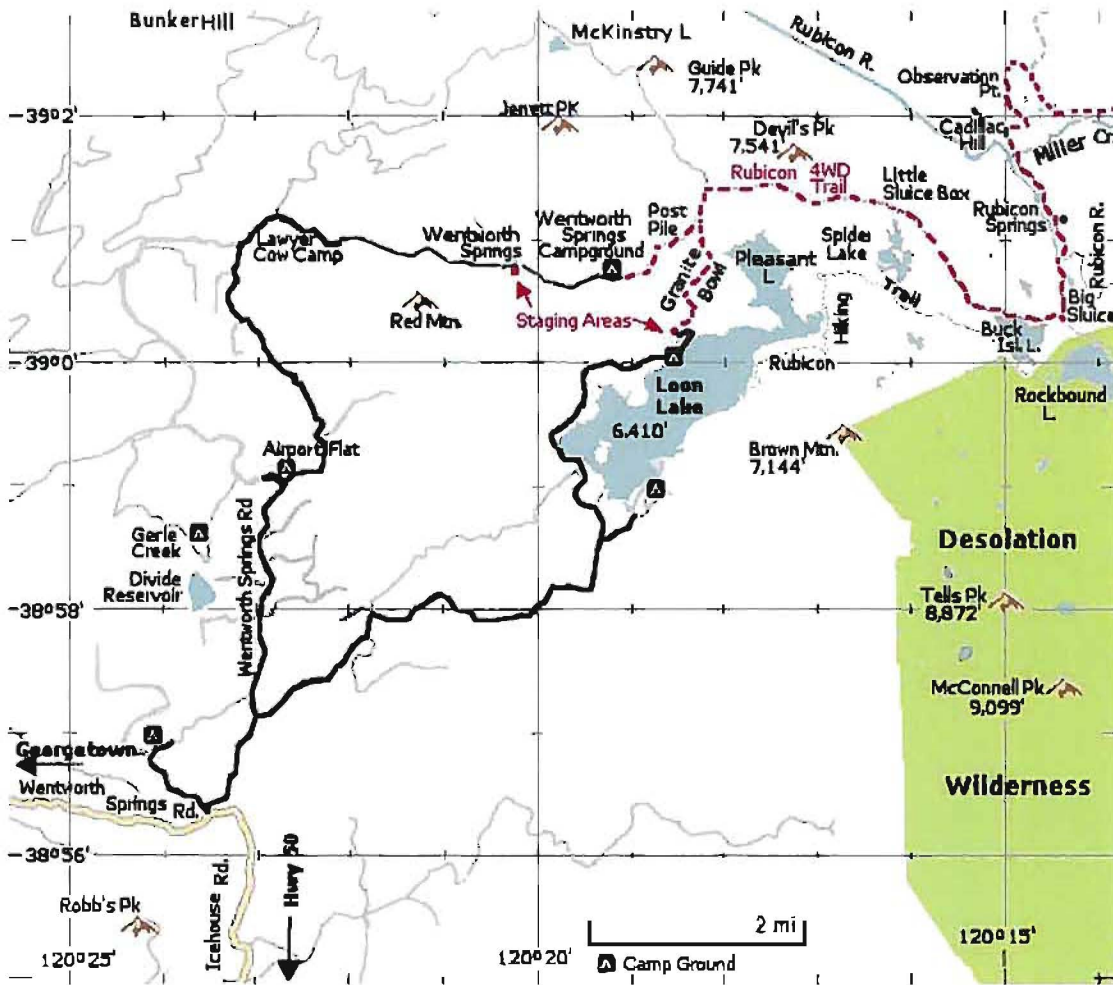 Bunker Hill
McKinstry L
Rubicon R.
Guide Pk
7,741'
Observation
Pt.
39°2'
Jerrett PK
Devil's Pk
7,541'
Cadillac
Hill
Miller Cr.
Rubicon 4WD
Trail
Little
Sluice Box
Post
Pile
Rubicon
Springs
Rubicon R.
Lawyer
Cow Camp
Wentworth
Springs
Wentworth
Springs
Campground
Granite
Bowl
Pleasant
L.
Spider
Lake
Hiking
Trail
Big
Sluice
Red Mtn.
Staging Areas
Buck
Isl. L.
39°0'
Loon
Lake
6,410'
Rubicon
Rockbound
L.
Brown Mtn.
7,144'
Airport Flat
Gerle
Creek
Divide
Reservoir
Wentworth Springs Rd
Desolation
38°58'
Tells Pk
8,872'
McConnell Pk
9,099'
Georgetown
Wentworth
Springs
Rd.
Wilderness
38°56'
Icehouse Rd.
Hwy 50
Robb's Pk
2 mi
120°25'
120°20'
120°15'
Camp Ground